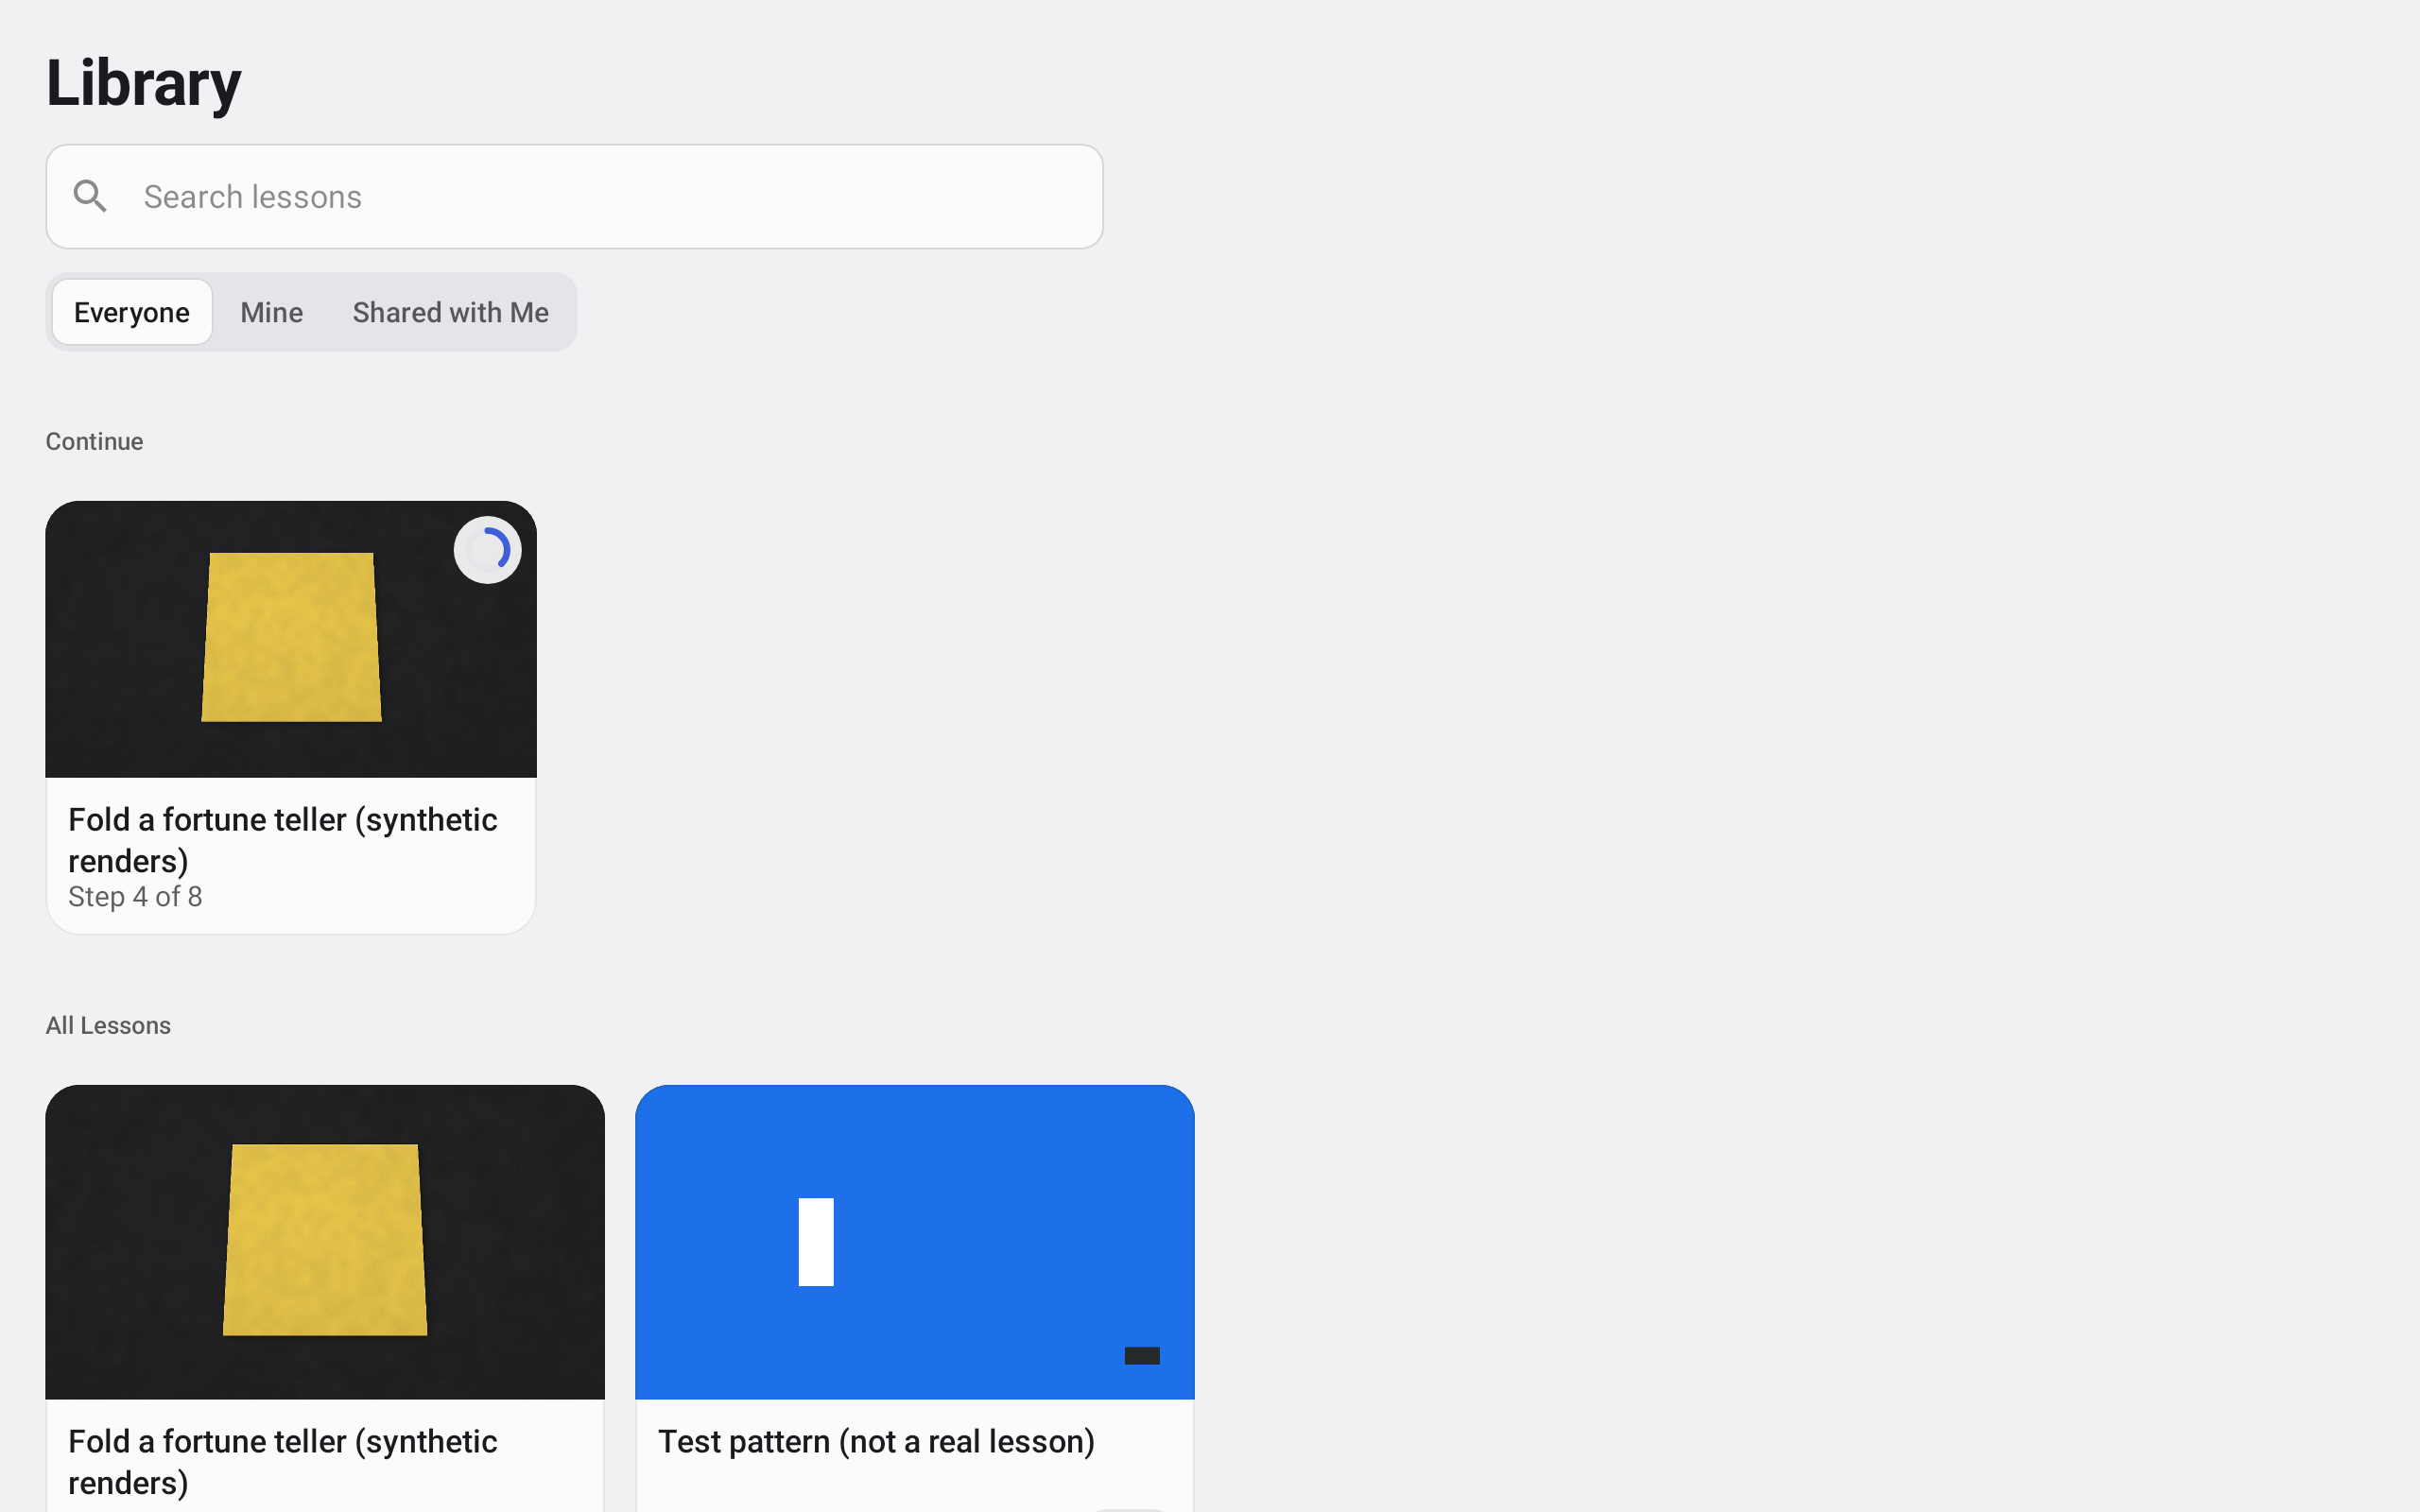 Library
Search lessons
Everyone Mine Shared with Me
Continue
Fold a fortune teller (synthetic
renders)
Step 4 of 8
All Lessons
Fold a fortune teller (synthetic
renders)
Test pattern (not a real lesson)